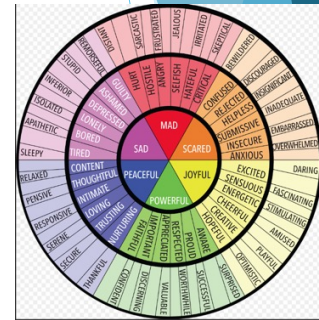 MAD
SCARED
JOYFUL
POWERFUL
PEACEFUL
SAD
HURT
HOSTILE
ANGRY
SELFISH
HATEFUL
CRITICAL
CONFUSED
REJECTED
HELPLESS
SUBMISSIVE
INSECURE
ANXIOUS
EXCITED
SENSUOUS
ENERGETIC
CHEERFUL
CREATIVE
HOPEFUL
AWARE
PROUD
RESPECTED
APPRECIATED
IMPORTANT
FAITHFUL
NURTURING
TRUSTING
LOVING
INTIMATE
THOUGHTFUL
CONTENT
TIRED
BORED
LONELY
DEPRESSED
ASHAMED
GUILTY
DISTANT
SARCASTIC
FRUSTRATED
JEALOUS
IRRITATED
SKEPTICAL
BEWILDERED
DISCOURAGED
INSIGNIFICANT
INADEQUATE
EMBARRASSED
OVERWHELMED
DARING
FASCINATING
STIMULATING
AMUSED
PLAYFUL
OPTIMISTIC
SURPRISED
SUCCESSFUL
WORTHWHILE
VALUABLE
DISCERNING
CONFIDENT
THANKFUL
SECURE
SERENE
RESPONSIVE
PENSIVE
RELAXED
SLEEPY
APATHETIC
ISOLATED
INFERIOR
STUPID
REMORSEFUL